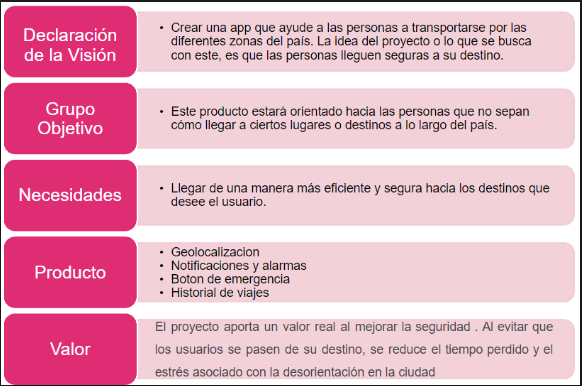 Declaración
de la Visión
• Crear una app que ayude a las personas a transportarse por las
diferentes zonas del país. La idea del proyecto o lo que se busca
con este, es que las personas lleguen seguras a su destino.
Grupo
Objetivo
• Este producto estará orientado hacia las personas que no sepan
cómo llegar a ciertos lugares o destinos a lo largo del país.
Necesidades
• Llegar de una manera más eficiente y segura hacia los destinos que
desee el usuario.
Producto
• Geolocalizacion
• Notificaciones y alarmas
• Boton de emergencia
• Historial de viajes
Valor
El proyecto aporta un valor real al mejorar la seguridad . Al evitar que
los usuarios se pasen de su destino, se reduce el tiempo perdido y el
estrés asociado con la desorientación en la ciudad